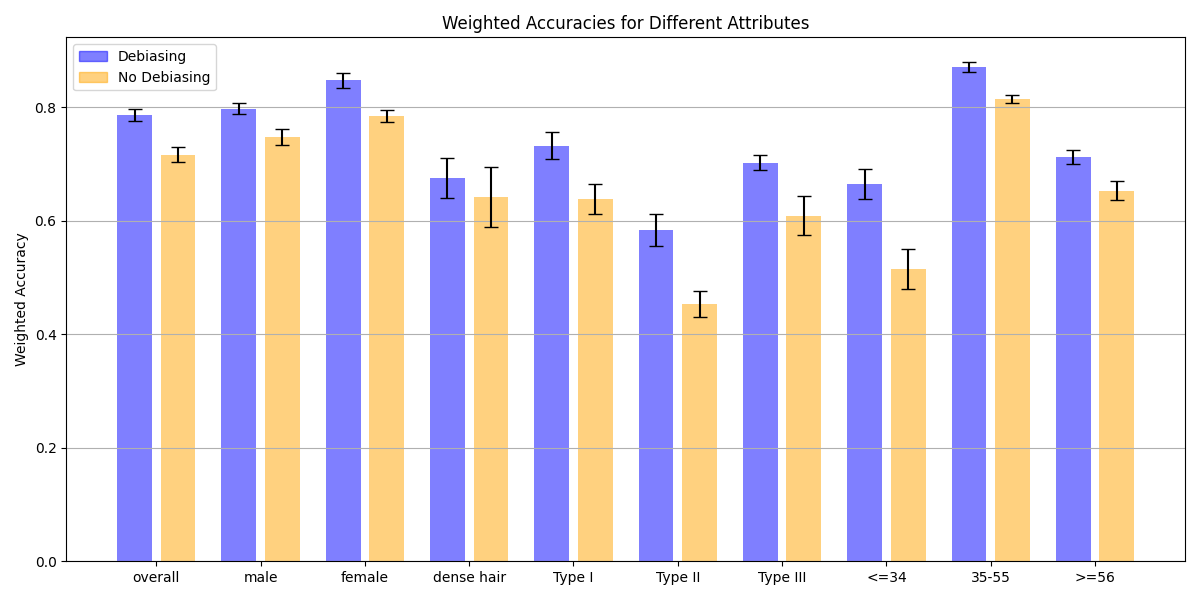 Weighted Accuracies for Different Attributes
Debiasing
No Debiasing
Weighted Accuracy
0.8
0.6
0.4
0.2
0.0
overall male female dense hair Type I Type II Type III <=34 35-55 >=56